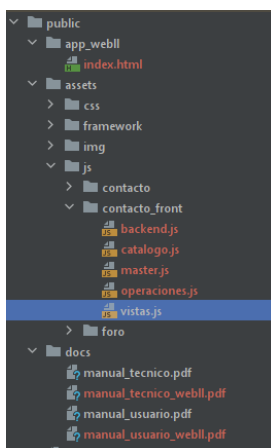 public
app_webll
index.html
assets
css
framework
img
js
contacto
contacto_front
backend.js
catalogo.js
master.js
operaciones.js
vistas.js
foro
docs
manual_tecnico.pdf
manual_tecnico_webll.pdf
manual_usuario.pdf
manual_usuario_webll.pdf